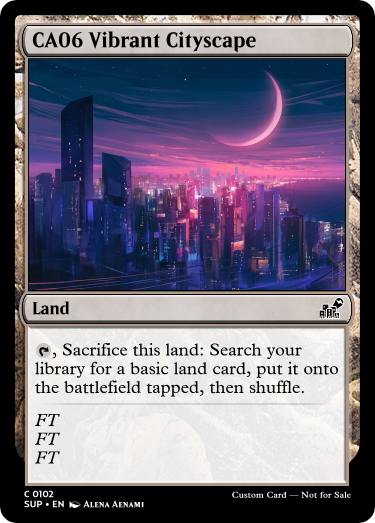 CA06 Vibrant Cityscape
Land
, Sacrifice this land: Search your
library for a basic land card, put it onto
the battlefield tapped, then shuffle.
FT
FT
FT
C 0102
SUP • EN Alena Aenami
Custom Card — Not for Sale